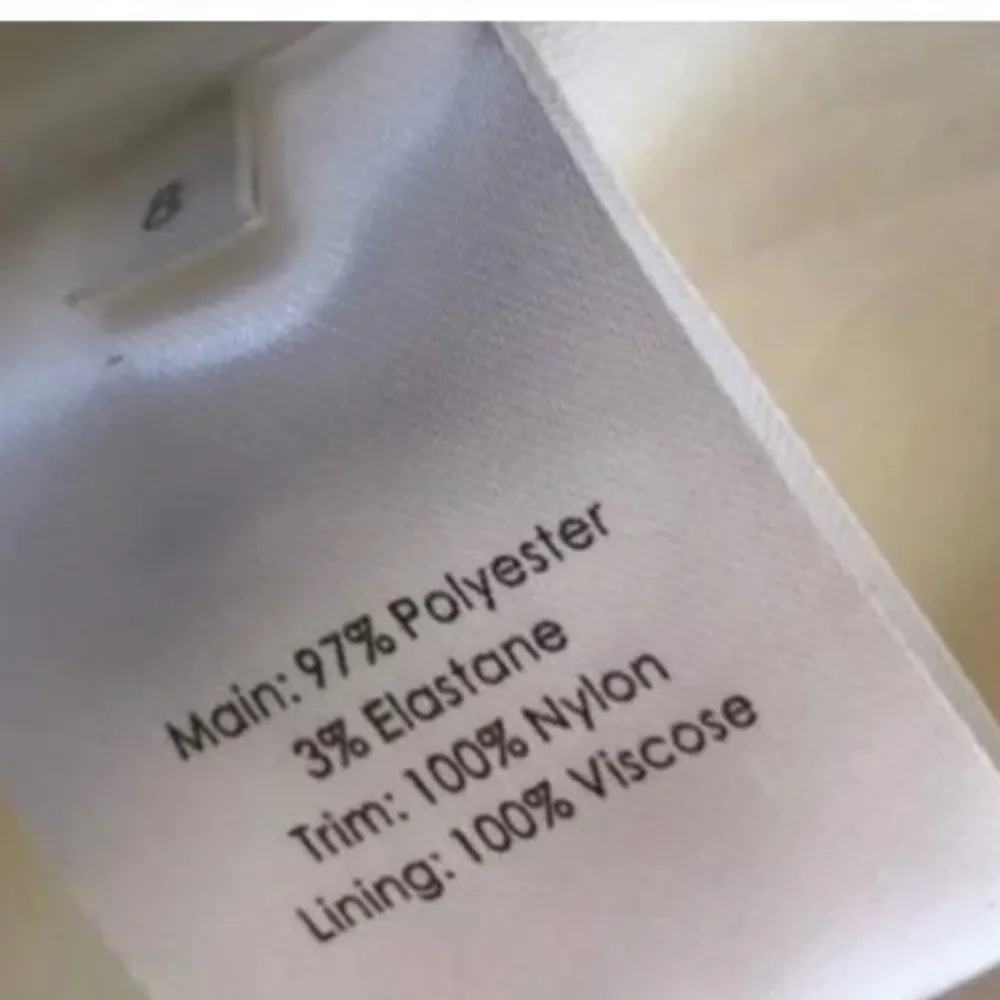 Main: 97% Polyester
3% Elastane
Trim: 100% Nylon
Lining: 100% Viscose